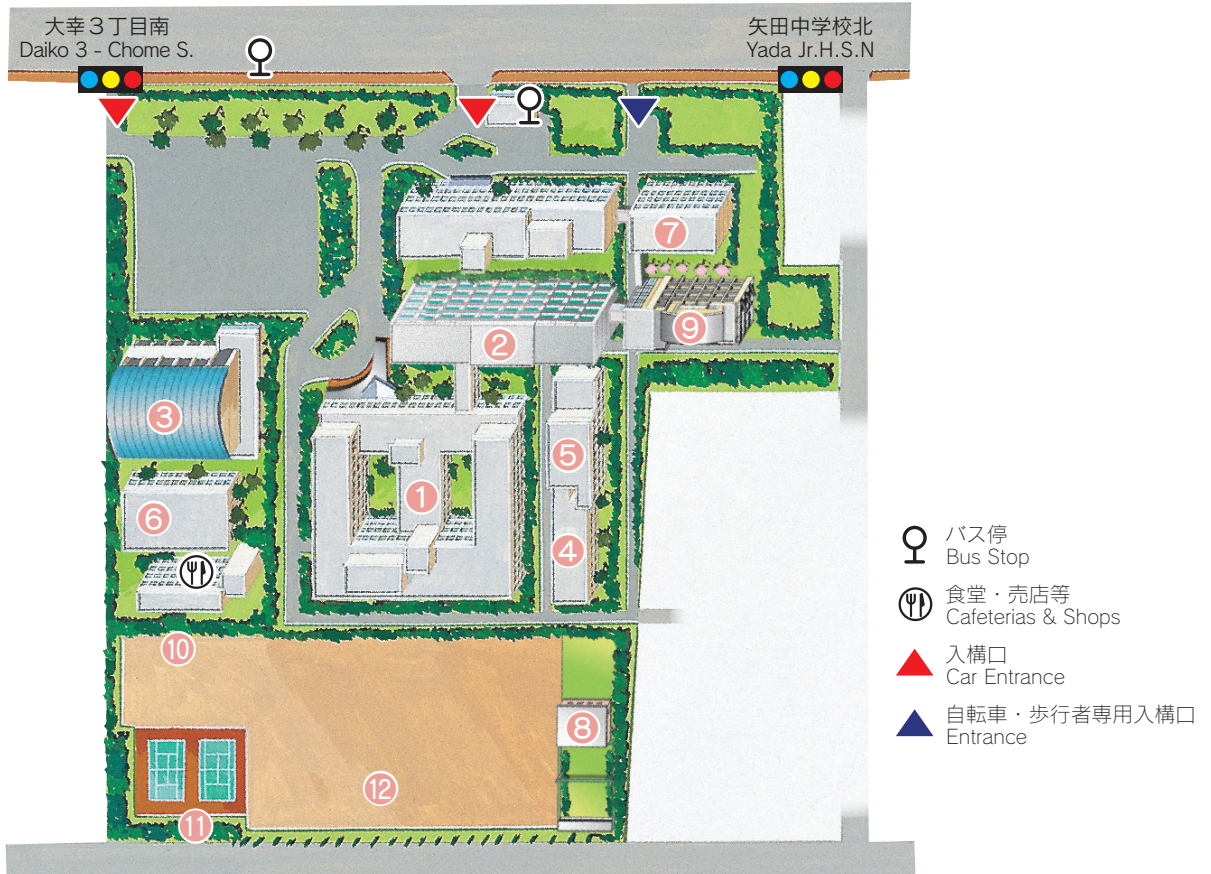 大幸３丁目南
Daiko 3 - Chome S.
矢田中学校北
Yada Jr.H.S.N
⑦
⑨
②
③
⑤
①
⑥
④
⑩
⑧
⑫
⑪
バス停
Bus Stop
食堂・売店等
Cafeterias & Shops
入構口
Car Entrance
自転車・歩行者専用入構口
Entrance